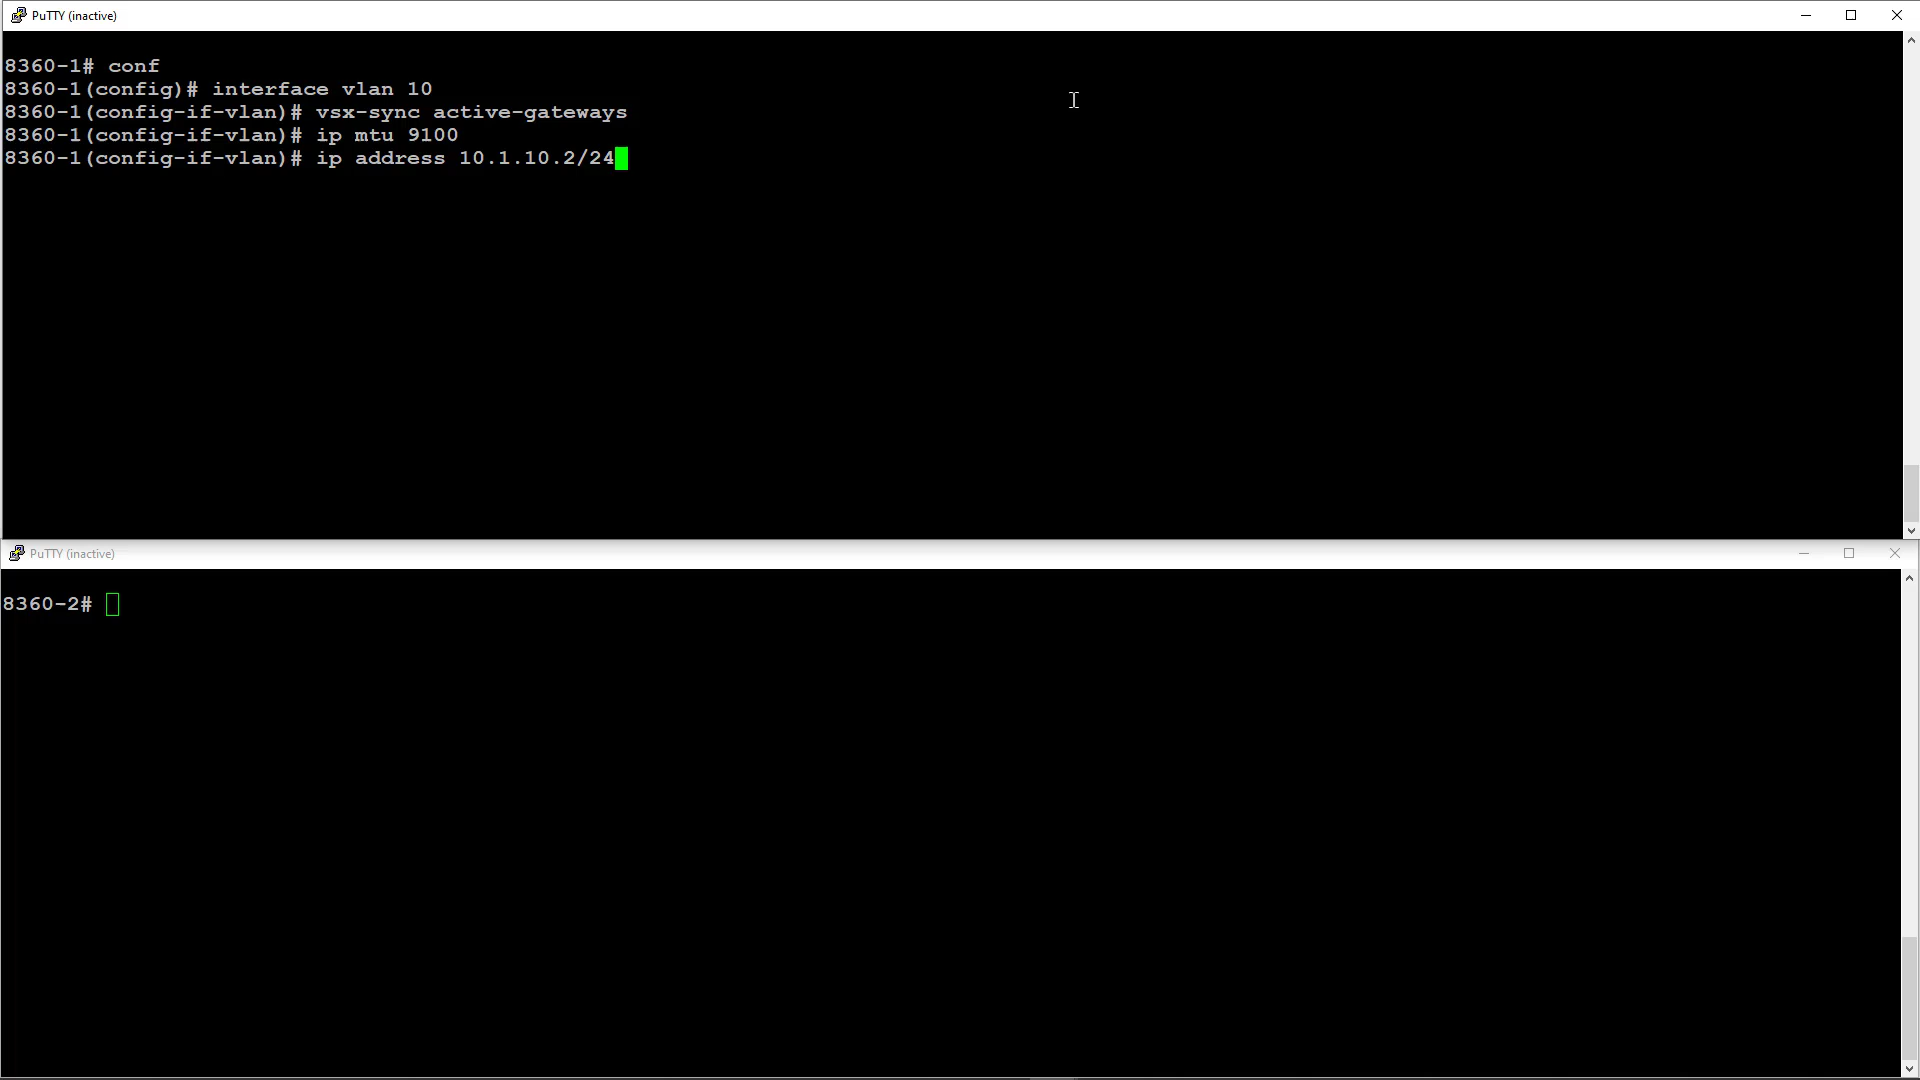 PuTTY (inactive)
8360-1# conf
8360-1(config)# interface vlan 10
8360-1(config-if-vlan)# vsx-sync active-gateways
8360-1(config-if-vlan)# ip mtu 9100
8360-1(config-if-vlan)# ip address 10.1.10.2/24
PuTTY (inactive)
8360-2#